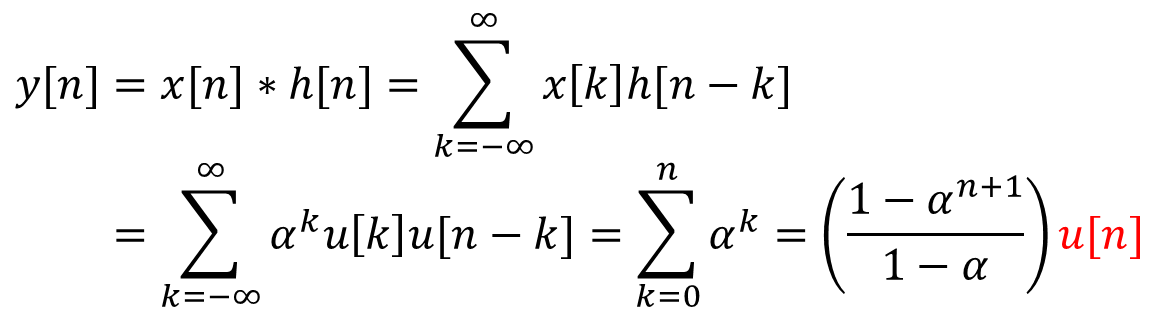 y[n] = x[n] ∗ h[n] = ∑_{k=−∞}^{∞} x[k]h[n − k]
= ∑_{k=−∞}^{∞} α^k u[k]u[n − k] = ∑_{k=0}^{n} α^k = ((1 − α^{n+1})/(1 − α)) u[n]